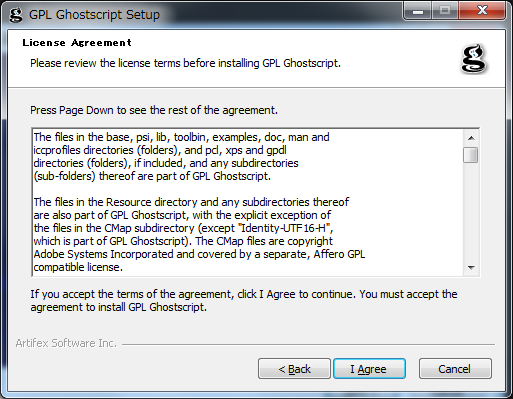 GPL Ghostscript Setup
License Agreement
Please review the license terms before installing GPL Ghostscript.
Press Page Down to see the rest of the agreement.
The files in the base, psi, lib, toolbin, examples, doc, man and
iccprofiles directories (folders), and pcl, xps and gpdl
directories (folders), if included, and any subdirectories
(sub-folders) thereof are part of GPL Ghostscript.
The files in the Resource directory and any subdirectories thereof
are also part of GPL Ghostscript, with the explicit exception of
the files in the CMap subdirectory (except "Identity-UTF16-H",
which is part of GPL Ghostscript). The CMap files are copyright
Adobe Systems Incorporated and covered by a separate, Affero GPL
compatible license.
If you accept the terms of the agreement, click I Agree to continue. You must accept the
agreement to install GPL Ghostscript.
Artifex Software Inc.
< Back
I Agree
Cancel